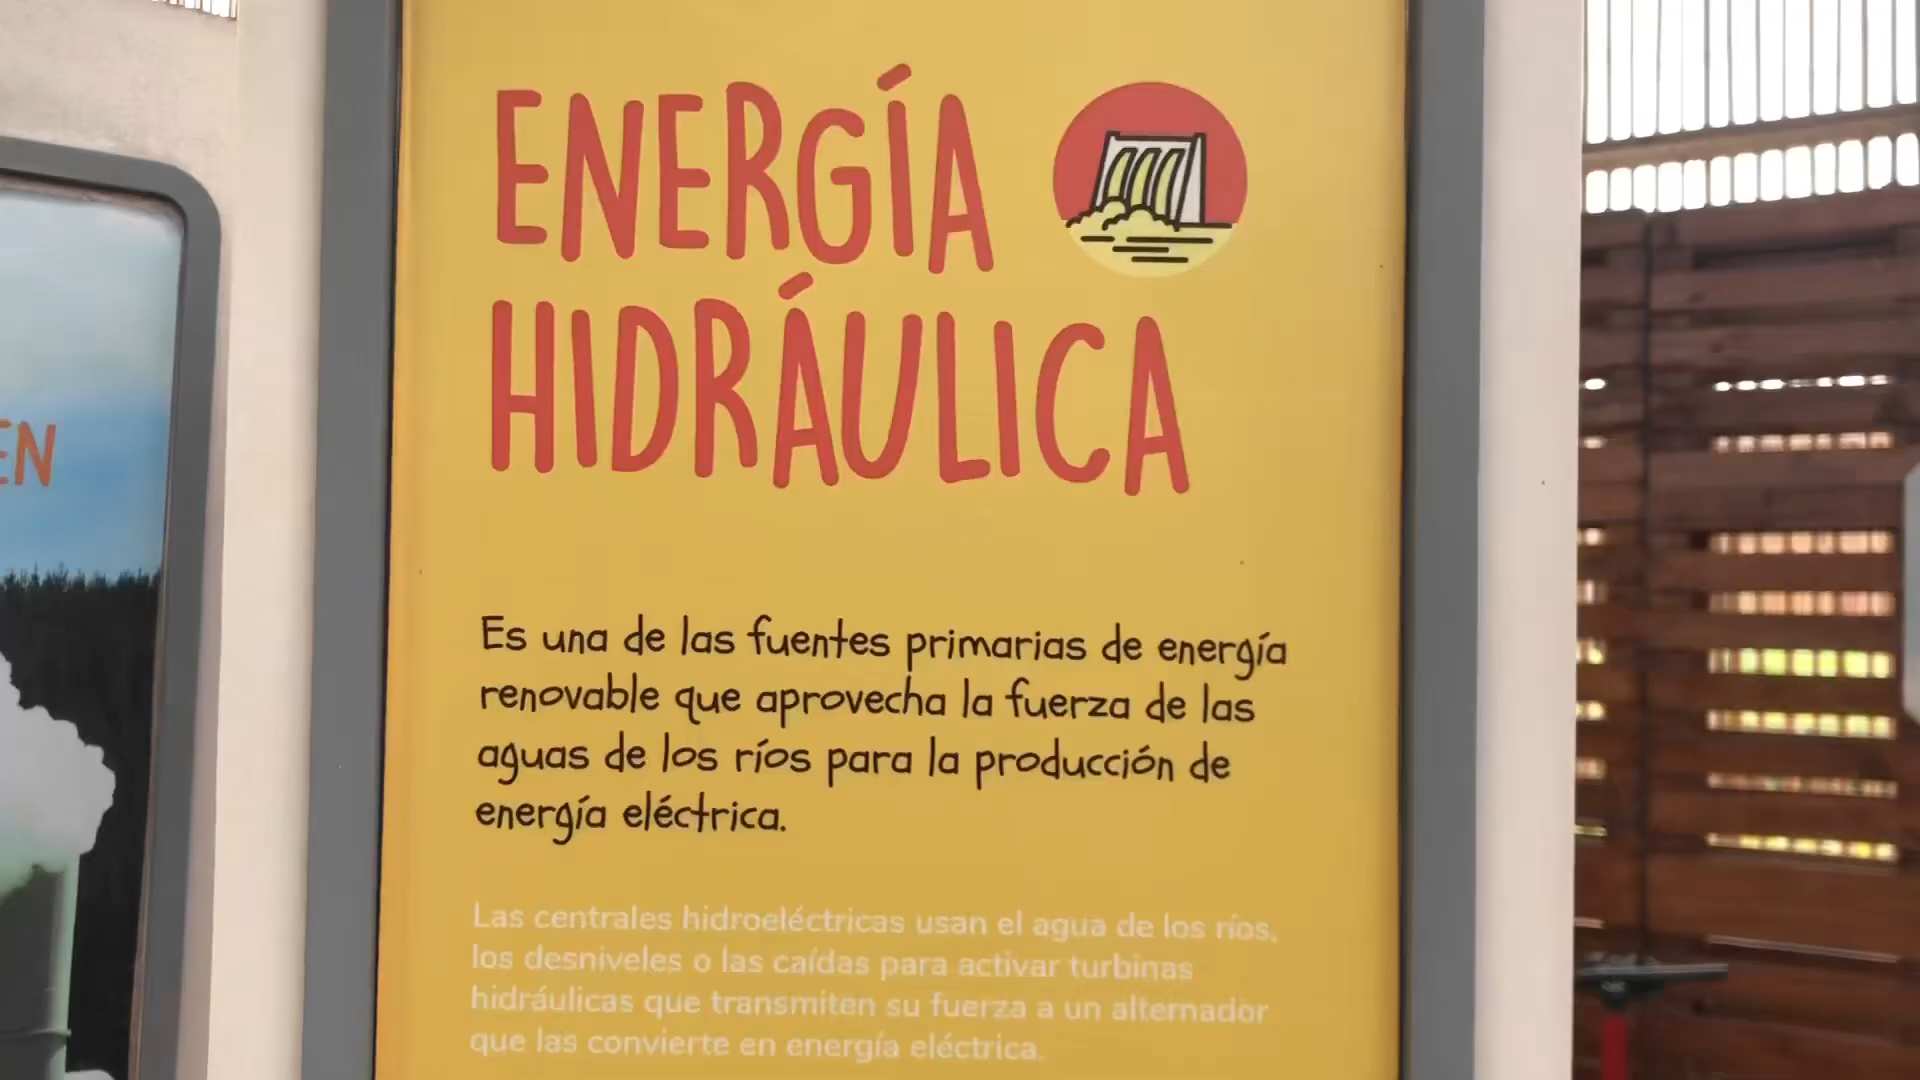 ENERGÍA
HIDRÁULICA
EN
Es una de las fuentes primarias de energía
renovable que aprovecha la fuerza de las
aguas de los ríos para la producción de
energía eléctrica.
Las centrales hidroeléctricas usan el agua de los ríos,
los desniveles o las caídas para activar turbinas
hidráulicas que transmiten su fuerza a un alternador
que las convierte en energía eléctrica.